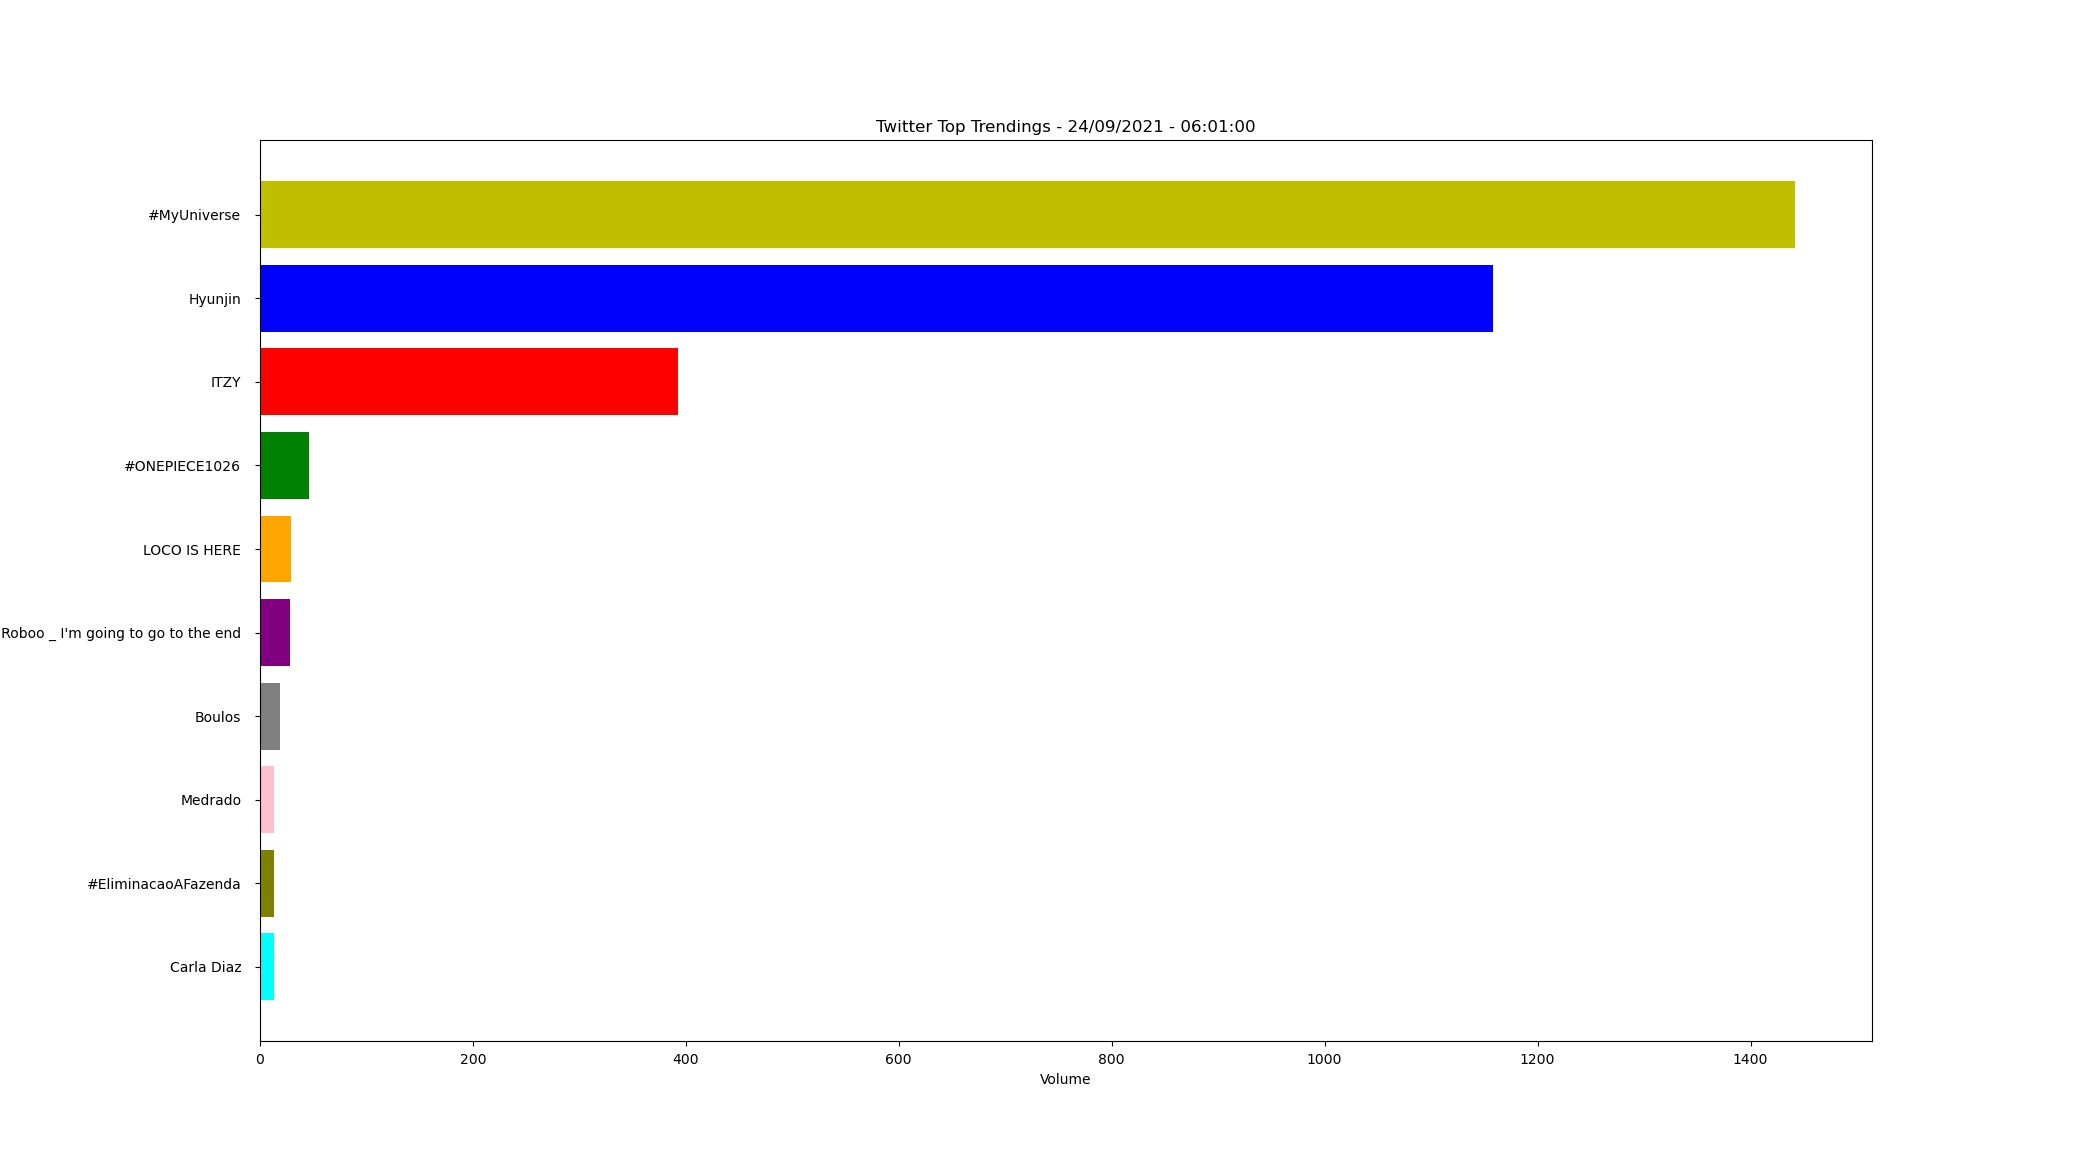 Twitter Top Trendings - 24/09/2021 - 06:01:00
#MyUniverse
Hyunjin
ITZY
#ONEPIECE1026
LOCO IS HERE
Roboo _ I'm going to go to the end
Boulos
Medrado
#EliminacaoAFazenda
Carla Diaz
0 200 400 600 800 1000 1200 1400
Volume